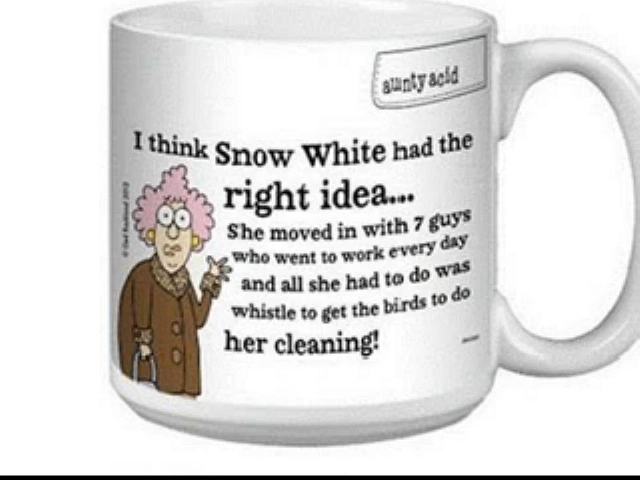 aunty acid
I think Snow White had the
right idea...
She moved in with 7 guys
who went to work every day
and all she had to do was
whistle to get the birds to do
her cleaning!